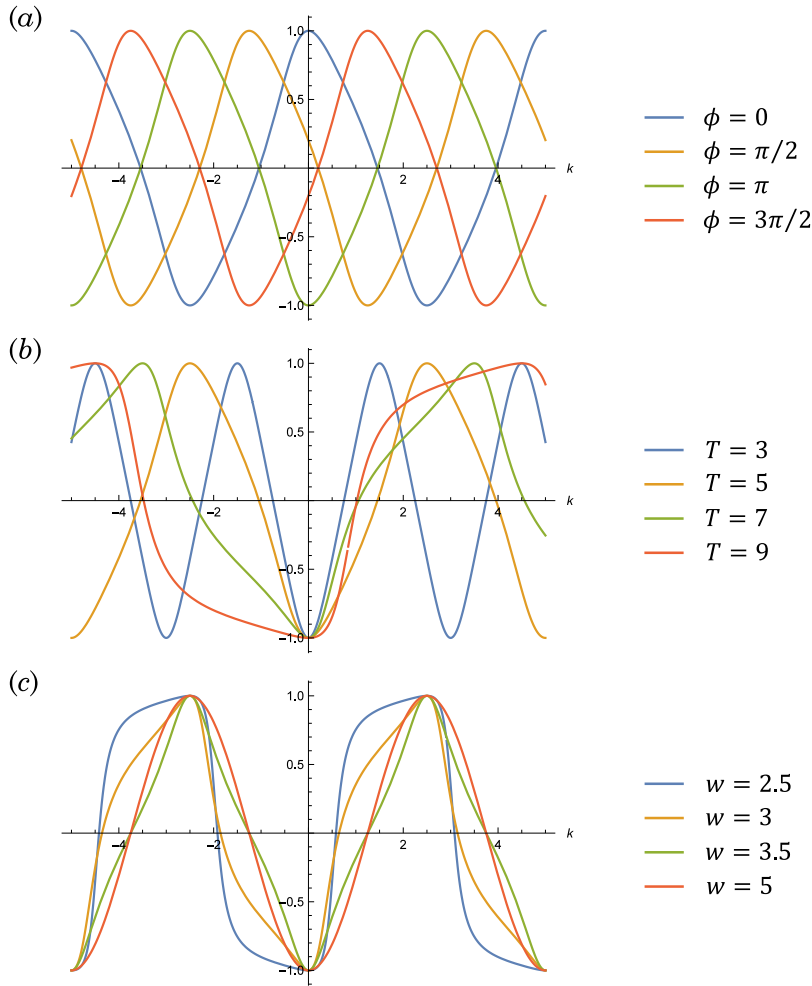 (a)
1.0
0.5
-4 -2 2 4 k
-0.5
-1.0
ϕ = 0
ϕ = π/2
ϕ = π
ϕ = 3π/2
(b)
1.0
0.5
-4 -2 2 4 k
-0.5
-1.0
T = 3
T = 5
T = 7
T = 9
(c)
1.0
0.5
-4 -2 2 4 k
-0.5
-1.0
w = 2.5
w = 3
w = 3.5
w = 5